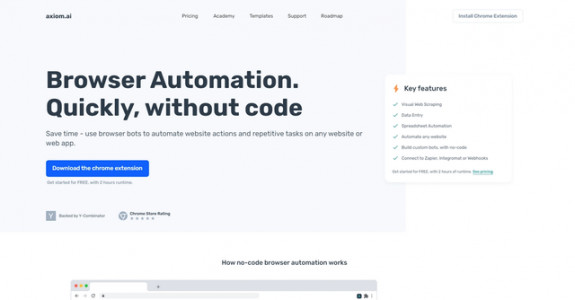 axiom.ai
Pricing
Academy
Templates
Support
Roadmap
Install Chrome Extension
Browser Automation.
Quickly, without code
Save time - use browser bots to automate website actions and repetitive tasks on any website or
web app.
Download the chrome extension
Get started for FREE, with 2 hours runtime.
Y
Backed by Y Combinator
Chrome Store Rating
Key features
Visual Web Scraping
Data Entry
Spreadsheet Automation
Automate any website
Build custom bots, with no-code
Connect to Zapier, Integromat or Webhooks
Get started for FREE, with 2 hours of runtime. See pricing.
How no-code browser automation works